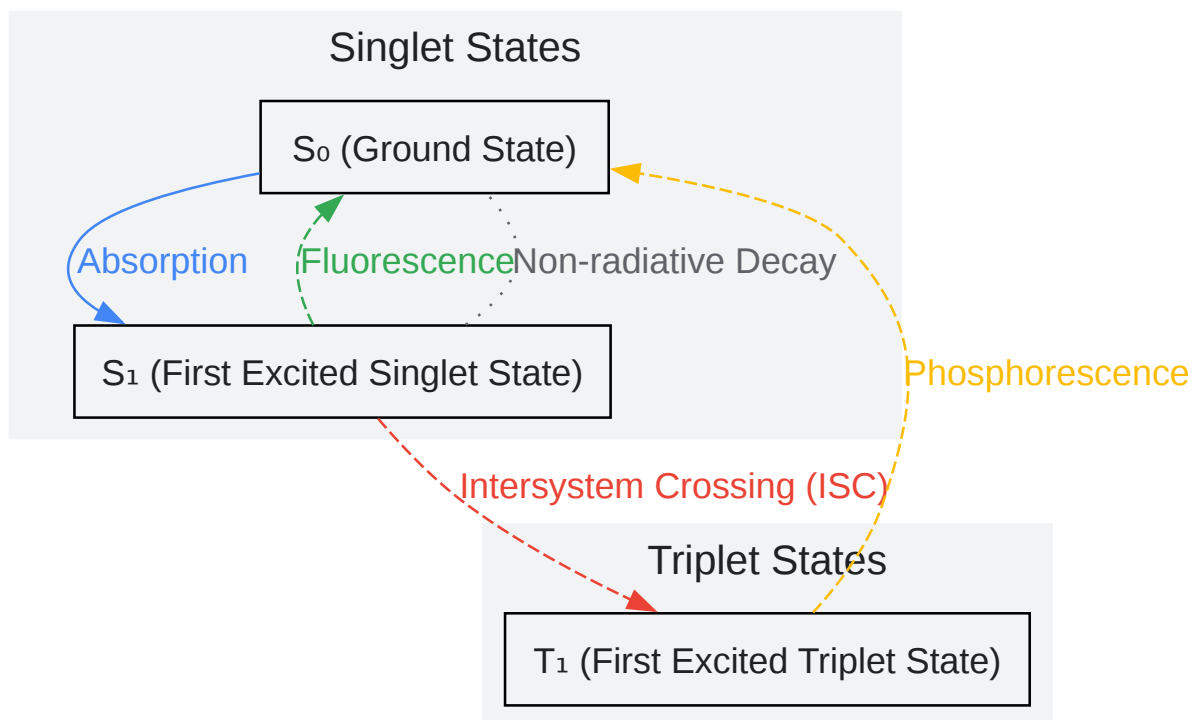 Singlet States
S₀ (Ground State)
Absorption
Fluorescence
Non-radiative Decay
S₁ (First Excited Singlet State)
Phosphorescence
Intersystem Crossing (ISC)
Triplet States
T₁ (First Excited Triplet State)